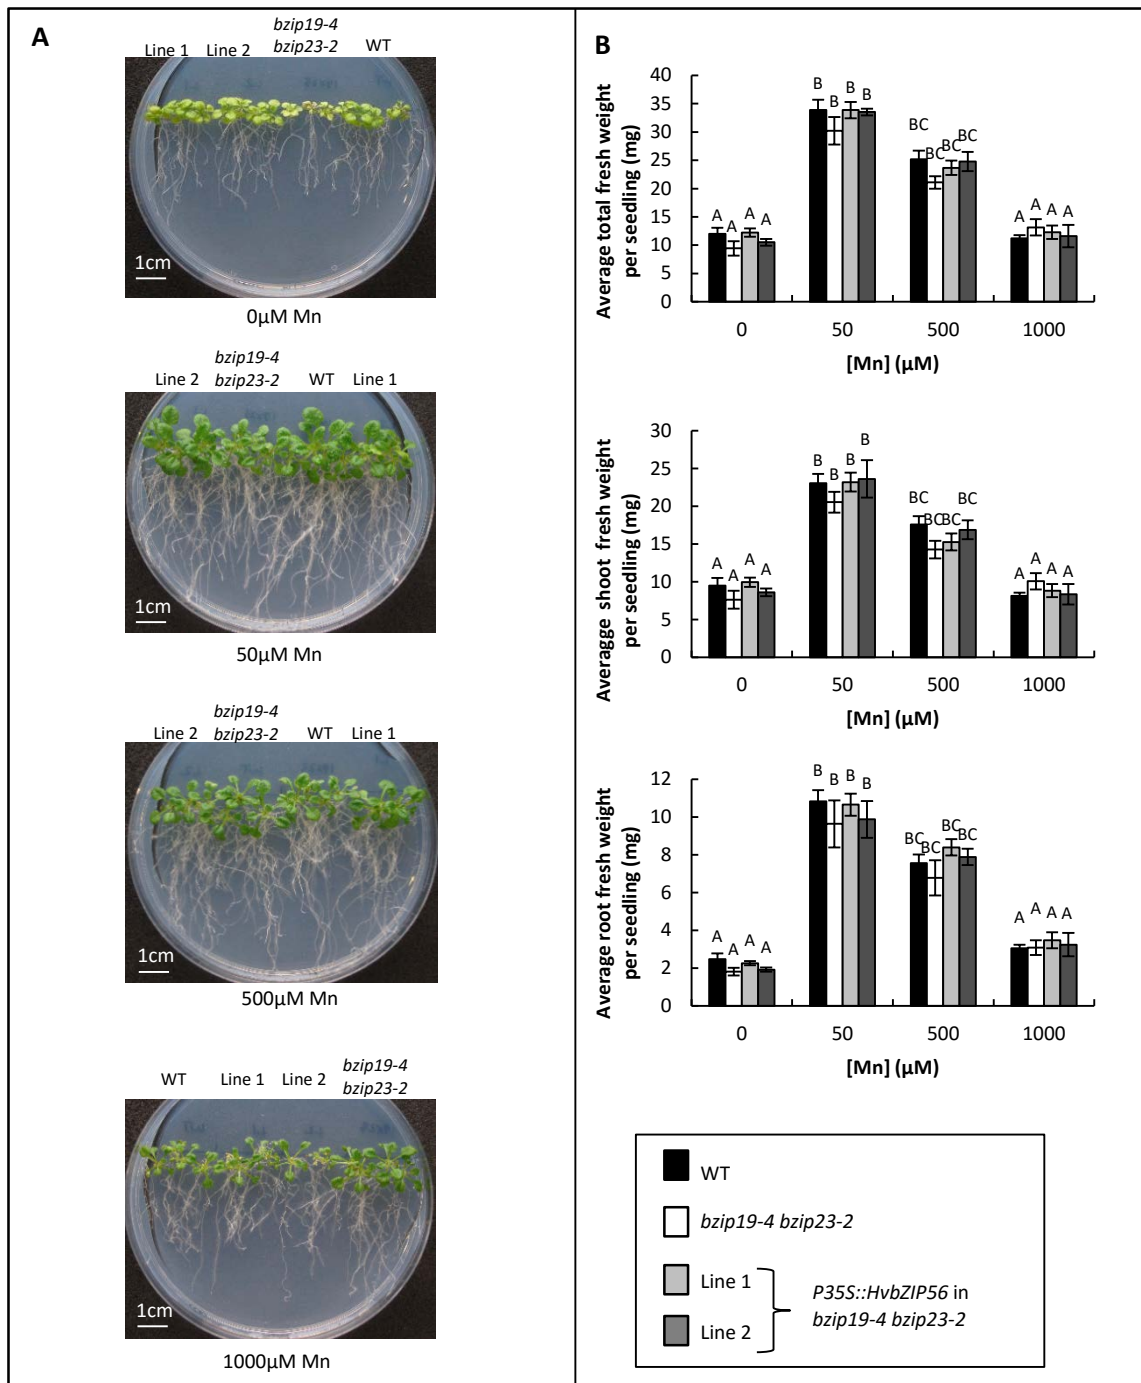 A
Line 1 Line 2 bzip19-4 WT
bzip23-2
1cm
0µM Mn
bzip19-4
Line 2 bzip23-2 WT Line 1
1cm
50µM Mn
bzip19-4
Line 2 bzip23-2 WT Line 1
1cm
500µM Mn
WT Line 1 Line 2 bzip19-4
bzip23-2
1cm
1000µM Mn
B
Average total fresh weight
per seedling (mg)
40
35
30
25
20
15
10
5
0
A A A A
B B B B
BC BC BC BC
A A A A
0 50 500 1000
[Mn] (µM)
Averagge shoot fresh weight
per seedling (mg)
30
25
20
15
10
5
0
A A A A
B B B B
BC BC BC BC
A A A A
0 50 500 1000
[Mn] (µM)
Average root fresh weight
per seedling (mg)
12
10
8
6
4
2
0
A A A A
B B B B
BC BC BC BC
A A A A
0 50 500 1000
[Mn] (µM)
WT
bzip19-4 bzip23-2
Line 1
Line 2
P35S::HvbZIP56 in
bzip19-4 bzip23-2